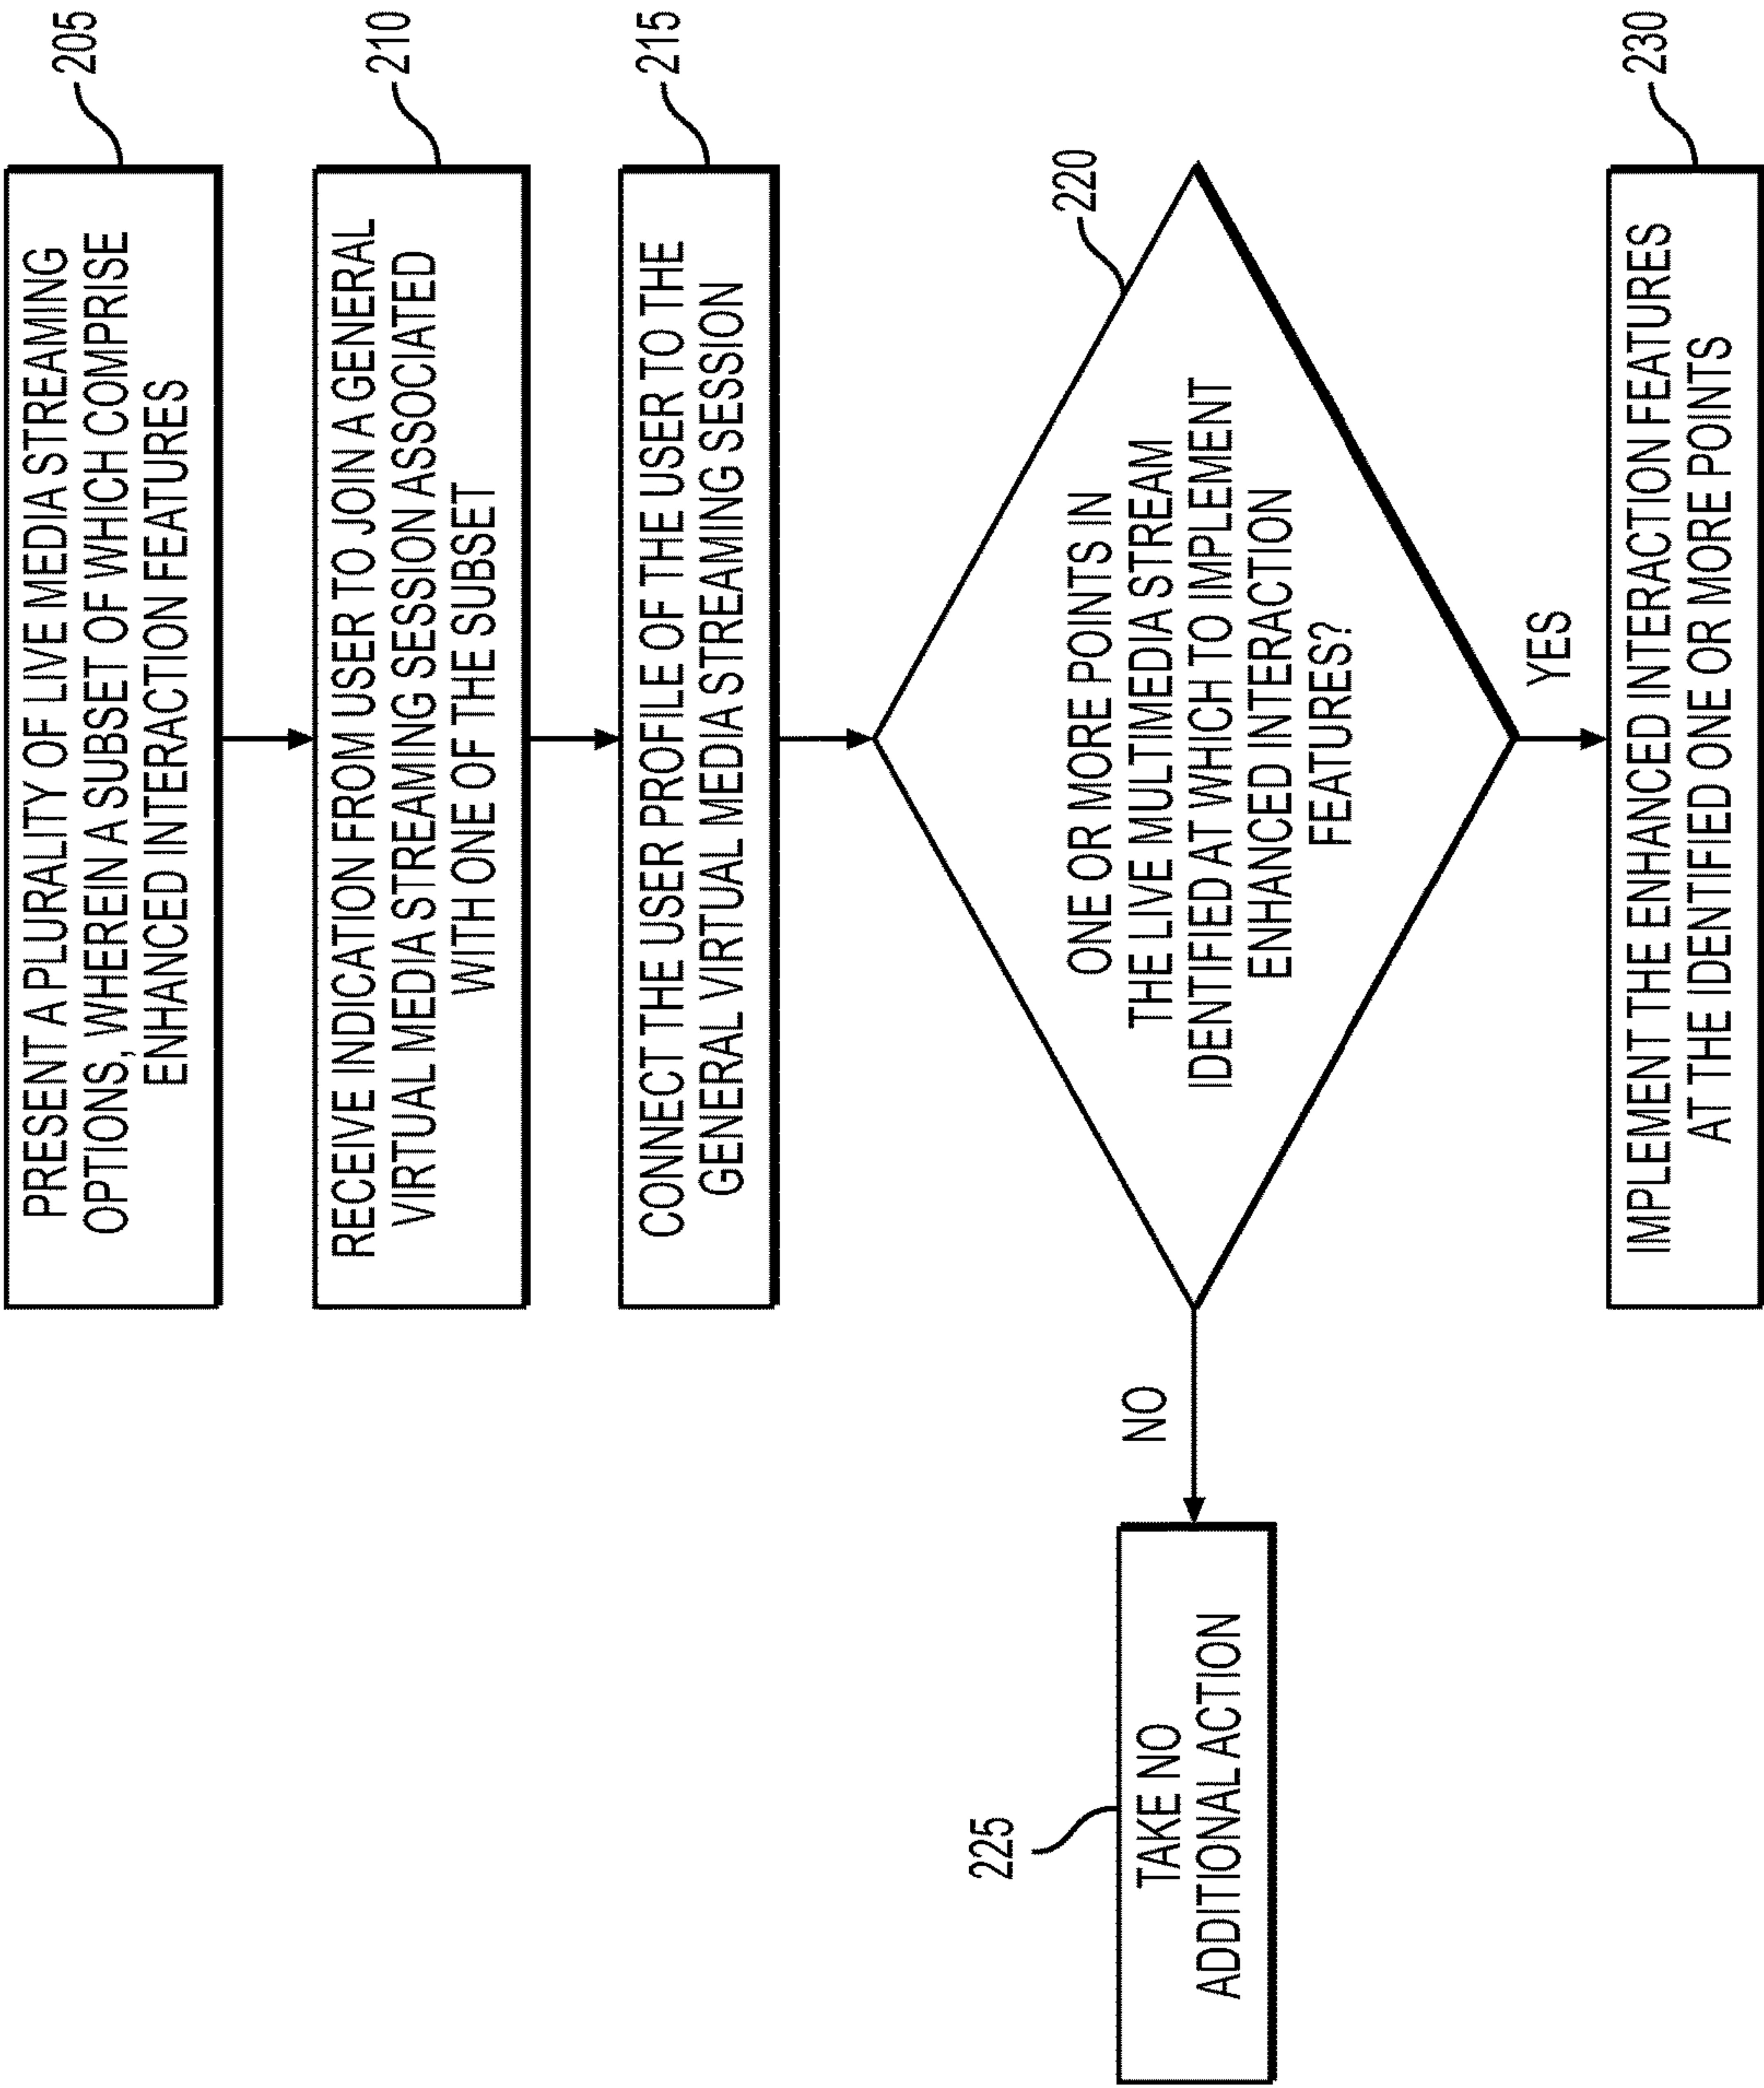 PRESENT A PLURALITY OF LIVE MEDIA STREAMING
OPTIONS, WHEREIN A SUBSET OF WHICH COMPRISE
ENHANCED INTERACTION FEATURES
205
RECEIVE INDICATION FROM USER TO JOIN A GENERAL
VIRTUAL MEDIA STREAMING SESSION ASSOCIATED
WITH ONE OF THE SUBSET
210
CONNECT THE USER PROFILE OF THE USER TO THE
GENERAL VIRTUAL MEDIA STREAMING SESSION
215
ONE OR MORE POINTS IN
THE LIVE MULTIMEDIA STREAM
IDENTIFIED AT WHICH TO IMPLEMENT
ENHANCED INTERACTION
FEATURES?
220
NO
225
TAKE NO
ADDITIONAL ACTION
YES
IMPLEMENT THE ENHANCED INTERACTION FEATURES
AT THE IDENTIFIED ONE OR MORE POINTS
230